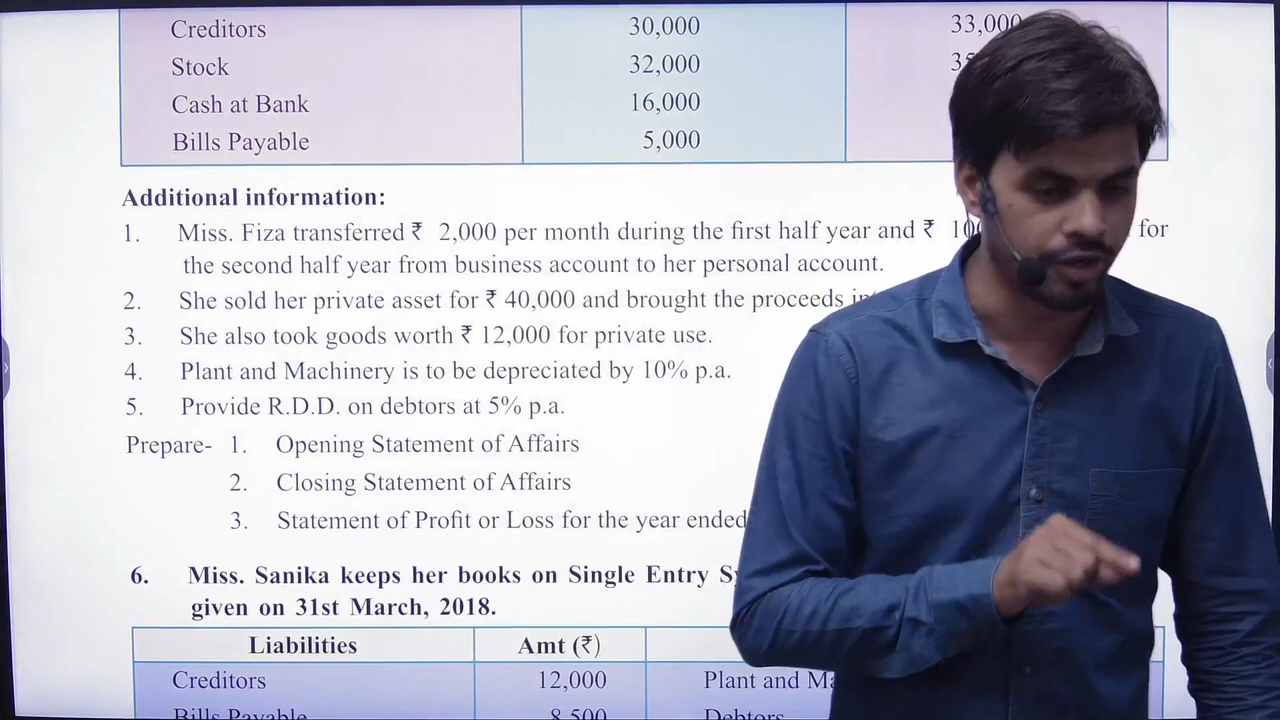 Creditors 30,000 33,000
Stock 32,000
Cash at Bank 16,000
Bills Payable 5,000
Additional information:
1. Miss. Fiza transferred ₹ 2,000 per month during the first half year and ₹ for
the second half year from business account to her personal account.
2. She sold her private asset for ₹ 40,000 and brought the proceeds
3. She also took goods worth ₹ 12,000 for private use.
4. Plant and Machinery is to be depreciated by 10% p.a.
5. Provide R.D.D. on debtors at 5% p.a.
Prepare- 1. Opening Statement of Affairs
2. Closing Statement of Affairs
3. Statement of Profit or Loss for the year ended
6. Miss. Sanika keeps her books on Single Entry
given on 31st March, 2018.
Liabilities Amt (₹)
Creditors 12,000 Plant and
Bills Payable 8,500 Debtors